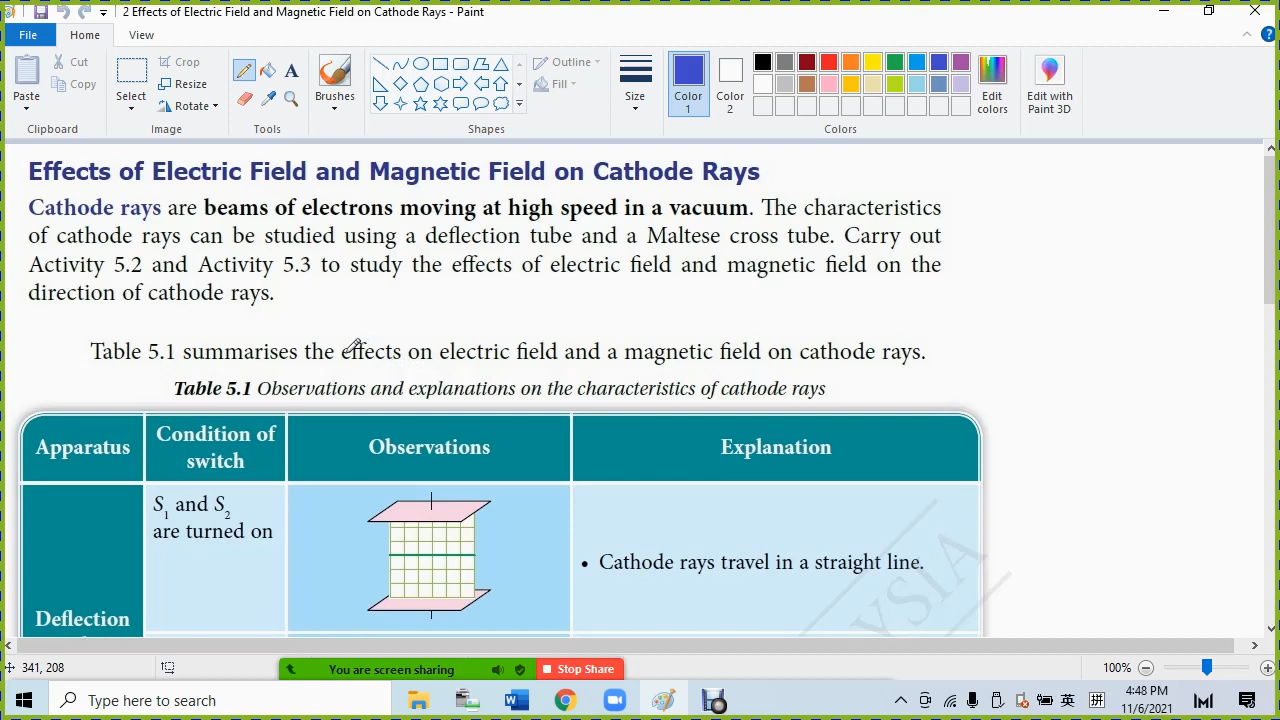 2 Effects of Electric Field and Magnetic Field on Cathode Rays - Paint
File Home View
Paste Cut Copy Clipboard
Select Crop Resize Rotate Image
A Tools
Brushes
Outline Fill Shapes
Size
Color 1 Color 2
Colors
Edit colors
Edit with Paint 3D
Effects of Electric Field and Magnetic Field on Cathode Rays
Cathode rays are beams of electrons moving at high speed in a vacuum. The characteristics
of cathode rays can be studied using a deflection tube and a Maltese cross tube. Carry out
Activity 5.2 and Activity 5.3 to study the effects of electric field and magnetic field on the
direction of cathode rays.
Table 5.1 summarises the effects on electric field and a magnetic field on cathode rays.
Table 5.1 Observations and explanations on the characteristics of cathode rays
Apparatus
Condition of
switch
Observations
Explanation
S1 and S2
are turned on
• Cathode rays travel in a straight line.
YSIA
Deflection
341, 208
You are screen sharing
Stop Share
100%
Type here to search
英
拼
4:48 PM
11/6/2021